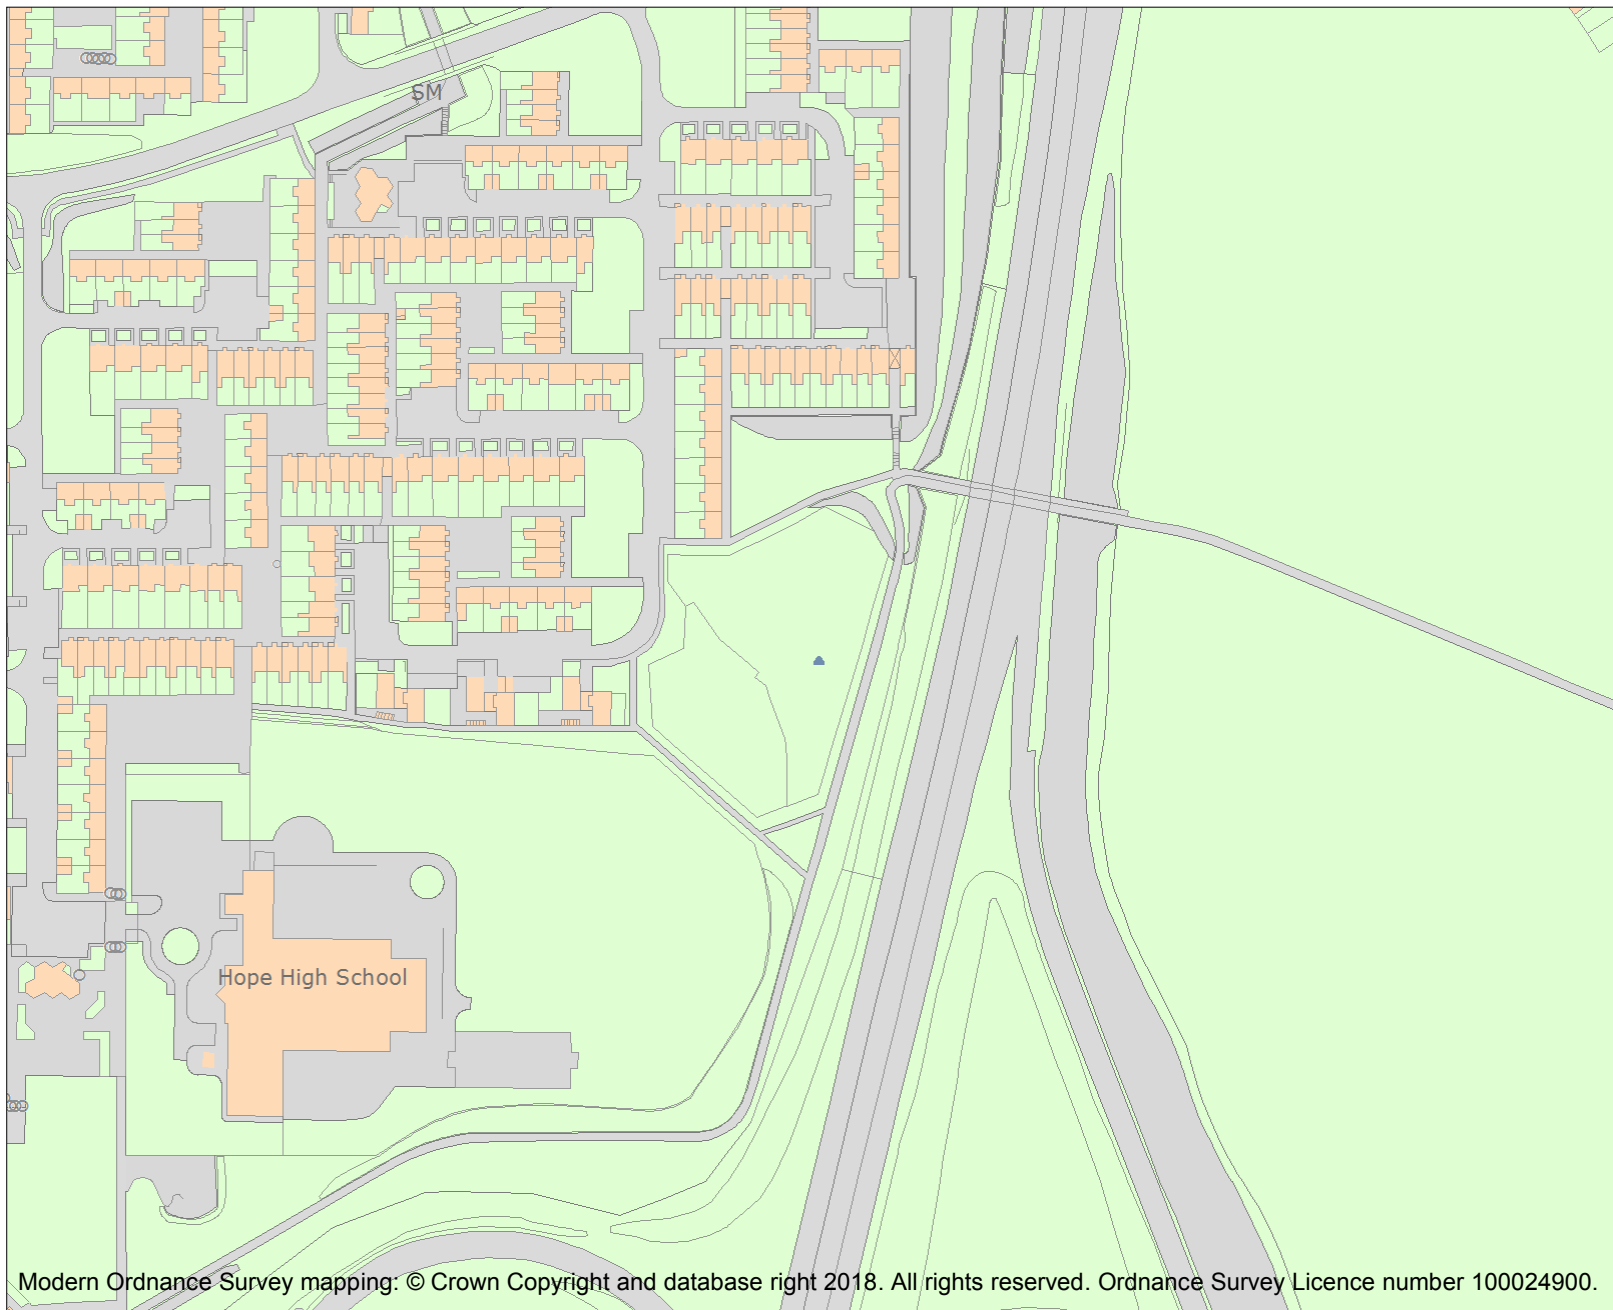 SM
Hope High School
Modern Ordnance Survey mapping: © Crown Copyright and database right 2018. All rights reserved. Ordnance Survey Licence number 100024900.